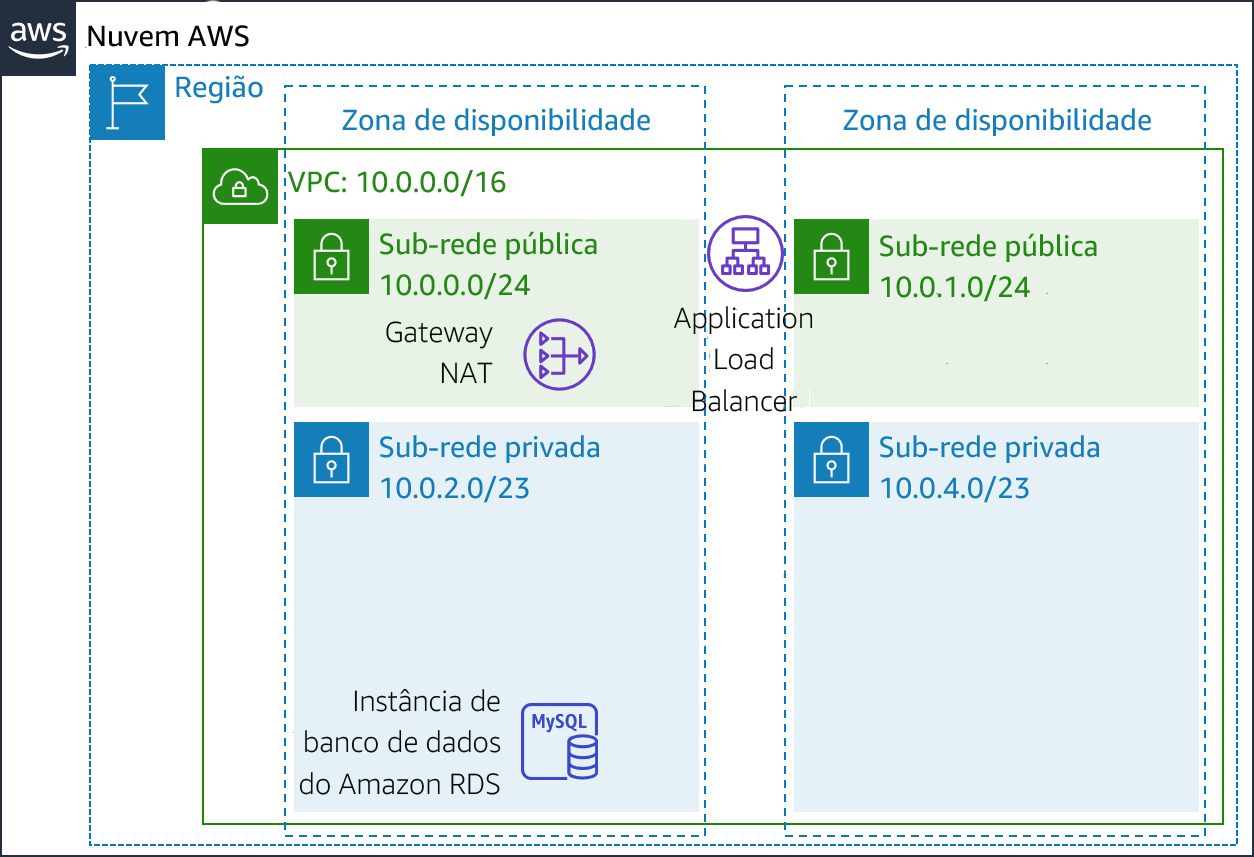 aws
Nuvem AWS
Região
Zona de disponibilidade
Zona de disponibilidade
VPC: 10.0.0.0/16
Sub-rede pública
10.0.0.0/24
Gateway
NAT
Application
Load
Balancer
Sub-rede pública
10.0.1.0/24
Sub-rede privada
10.0.2.0/23
Sub-rede privada
10.0.4.0/23
Instância de
banco de dados
do Amazon RDS
MySQL